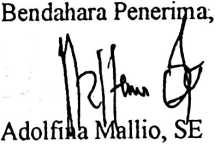 Bendahara Penerima,
Adolfina Mallio, SE